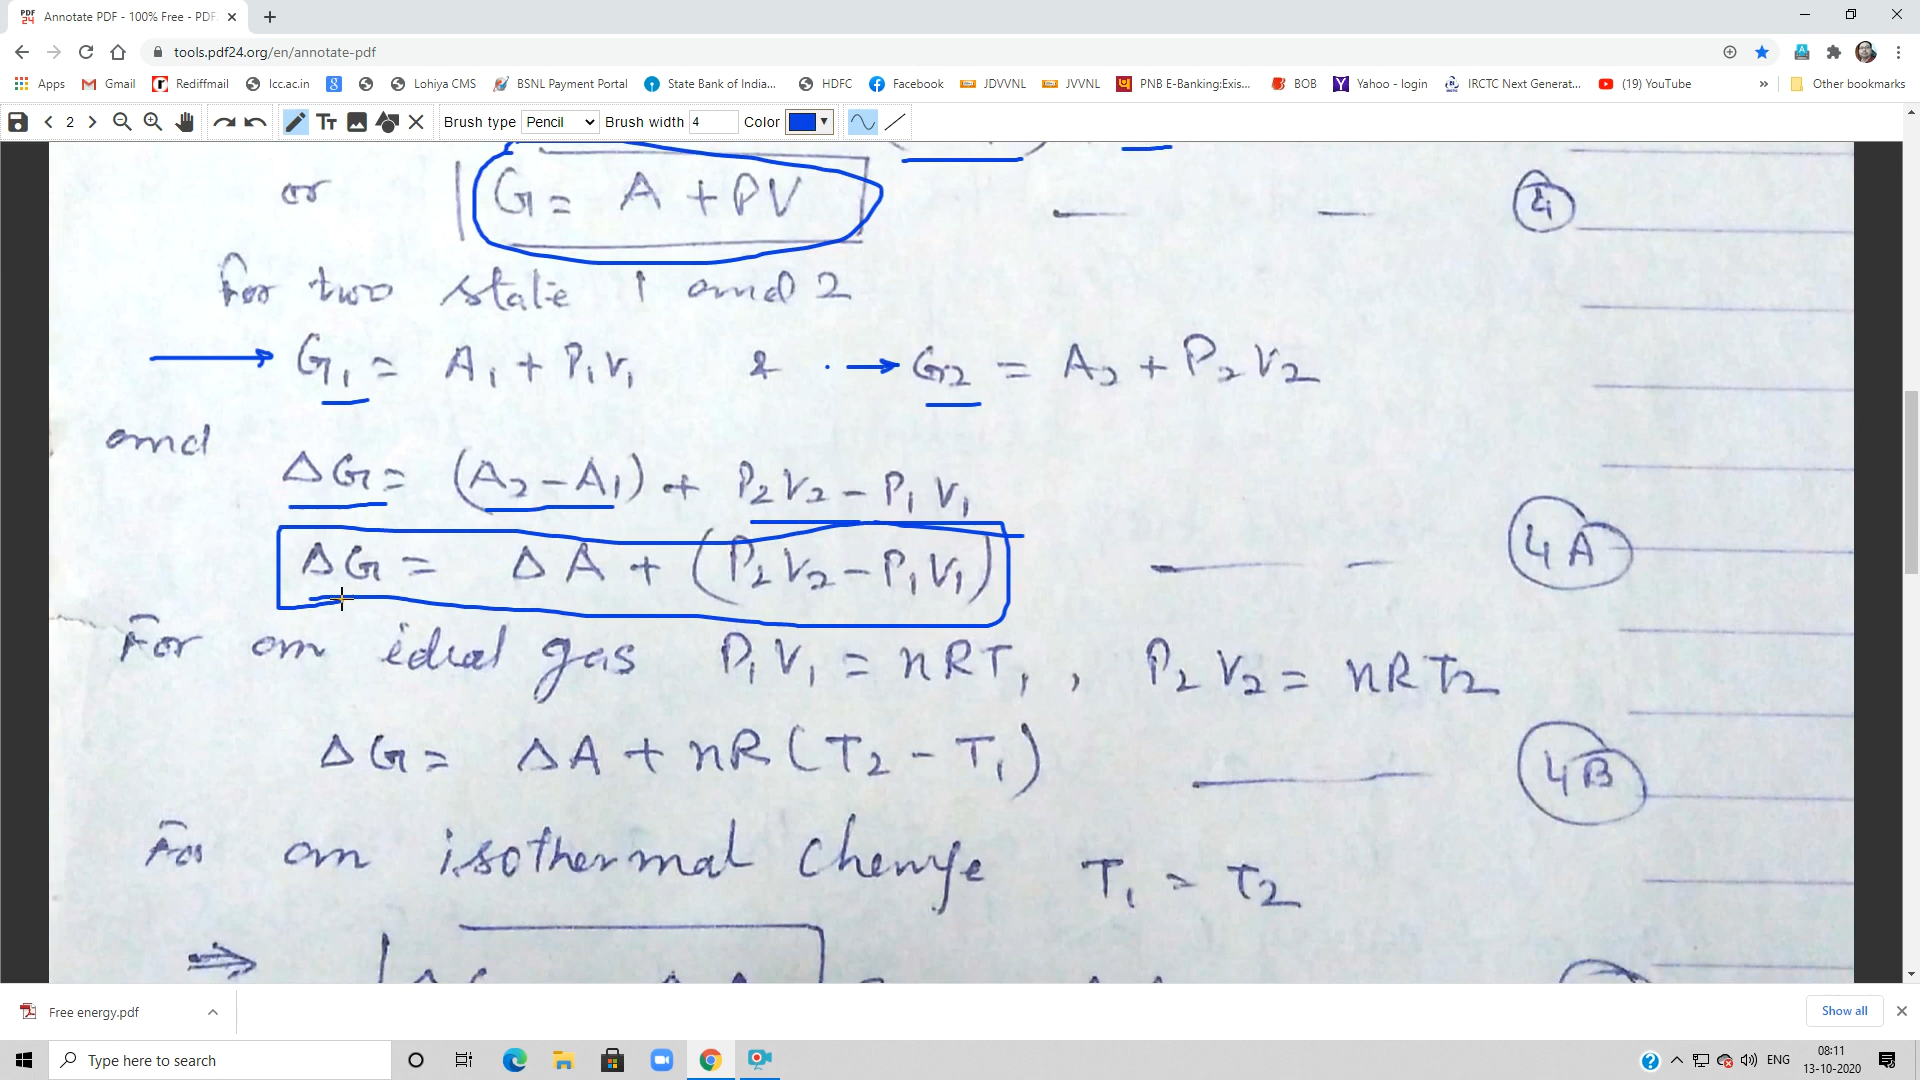 Annotate PDF - 100% Free - PDF
tools.pdf24.org/en/annotate-pdf
Apps Gmail Rediffmail lcc.ac.in Lohiya CMS BSNL Payment Portal State Bank of India... HDFC Facebook JDVVNL JVVNL PNB E-Banking:Exis... BOB Yahoo - login IRCTC Next Generat... (19) YouTube » Other bookmarks
2 Brush type Pencil Brush width 4 Color
or G = A + PV 4
For two state 1 and 2
G₁ = A₁ + P₁V₁ & G₂ = A₂ + P₂V₂
and
ΔG = (A₂ - A₁) + P₂V₂ - P₁V₁
ΔG = ΔA + (P₂V₂ - P₁V₁) 4A
For an ideal gas P₁V₁ = nRT₁, P₂V₂ = nRT₂
ΔG = ΔA + nR(T₂ - T₁) 4B
For an isothermal change T₁ = T₂
⇒
Free energy.pdf Show all
Type here to search ENG 08:11
13-10-2020